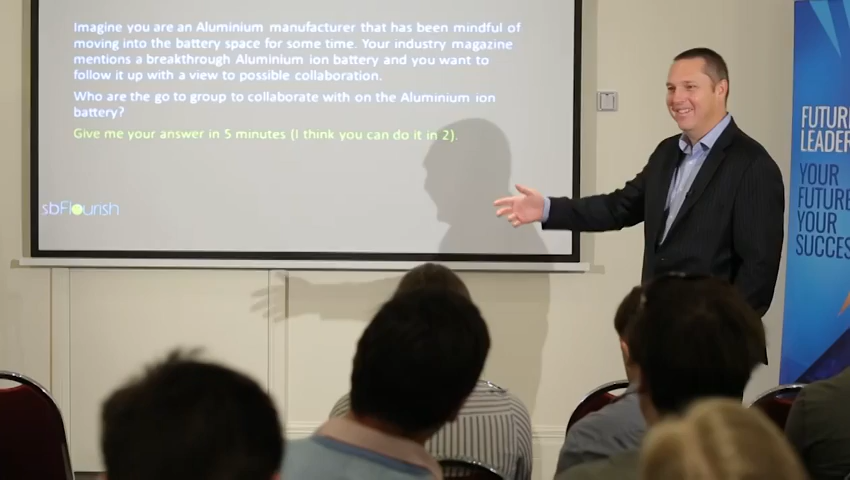 Imagine you are an Aluminium manufacturer that has been mindful of
moving into the battery space for some time. Your industry magazine
mentions a breakthrough Aluminium ion battery and you want to
follow it up with a view to possible collaboration.
Who are the go to group to collaborate with on the Aluminium ion
battery?
Give me your answer in 5 minutes (I think you can do it in 2).
sbFlourish
FUTURE
LEADER
YOUR
FUTURE
YOUR
SUCCES